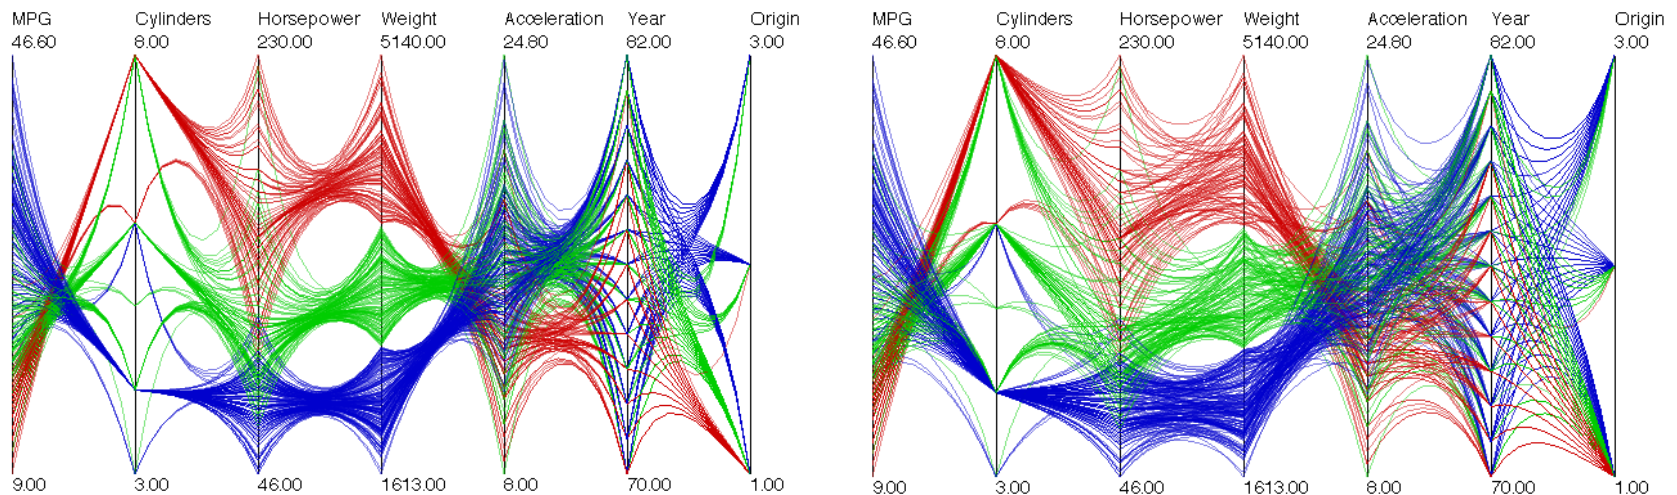 MPG Cylinders Horsepower Weight Acceleration Year Origin MPG Cylinders Horsepower Weight Acceleration Year Origin
46.60 8.00 230.00 5140.00 24.80 82.00 3.00 46.60 8.00 230.00 5140.00 24.80 82.00 3.00
9.00 3.00 46.00 1613.00 8.00 70.00 1.00 9.00 3.00 46.00 1613.00 8.00 70.00 1.00